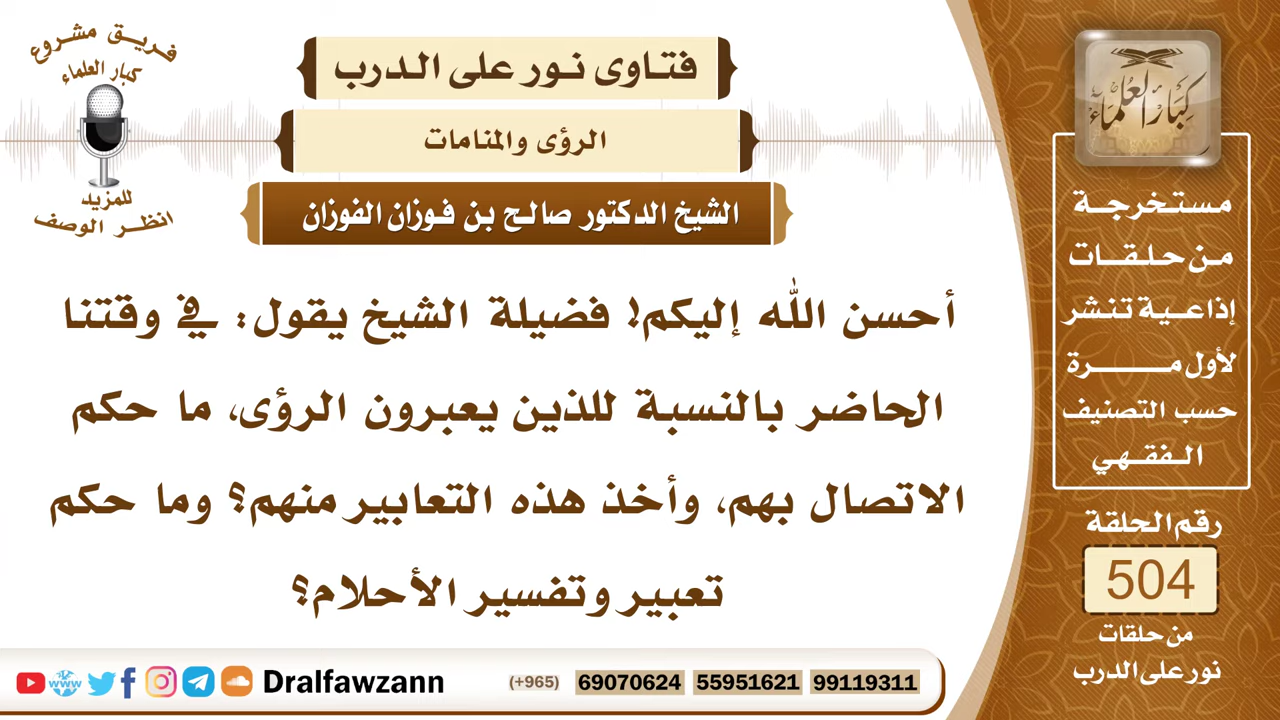 فريق مشروع
كبار العلماء
للمزيد
انظر الوصف
فتاوى نور على الدرب
الرؤى والمنامات
الشيخ الدكتور صالح بن فوزان الفوزان
أحسن الله إليكم! فضيلة الشيخ يقول: في وقتنا
الحاضر بالنسبة للذين يعبرون الرؤى، ما حكم
الاتصال بهم، وأخذ هذه التعابير منهم؟ وما حكم
تعبير وتفسير الأحلام؟
كبار العلماء
مستخرجة
من حلقات
إذاعية تنشر
لأول مرة
حسب التصنيف
الفقهي
رقم الحلقة
504
من حلقات
نور على الدرب
www Dralfawzann (+965) 69070624 55951621 99119311